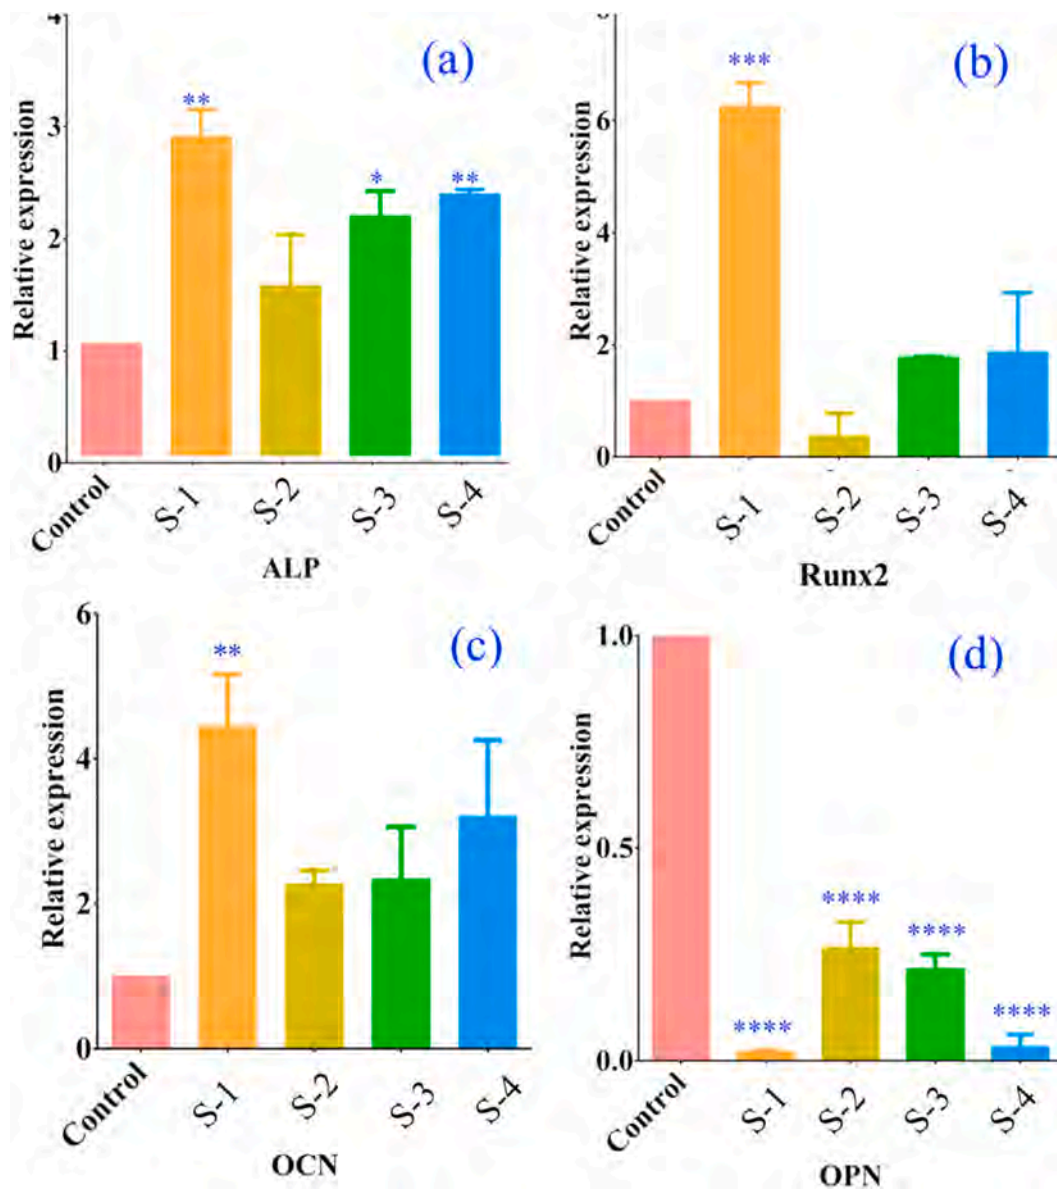 4
3
2
1
0
Relative expression
(a)
**
*
**
Control
S-1
S-2
S-3
S-4
ALP
6
4
2
0
Relative expression
(b)
***
Control
S-1
S-2
S-3
S-4
Runx2
6
4
2
0
Relative expression
(c)
**
Control
S-1
S-2
S-3
S-4
OCN
1.0
0.5
0.0
Relative expression
(d)
****
****
****
****
Control
S-1
S-2
S-3
S-4
OPN